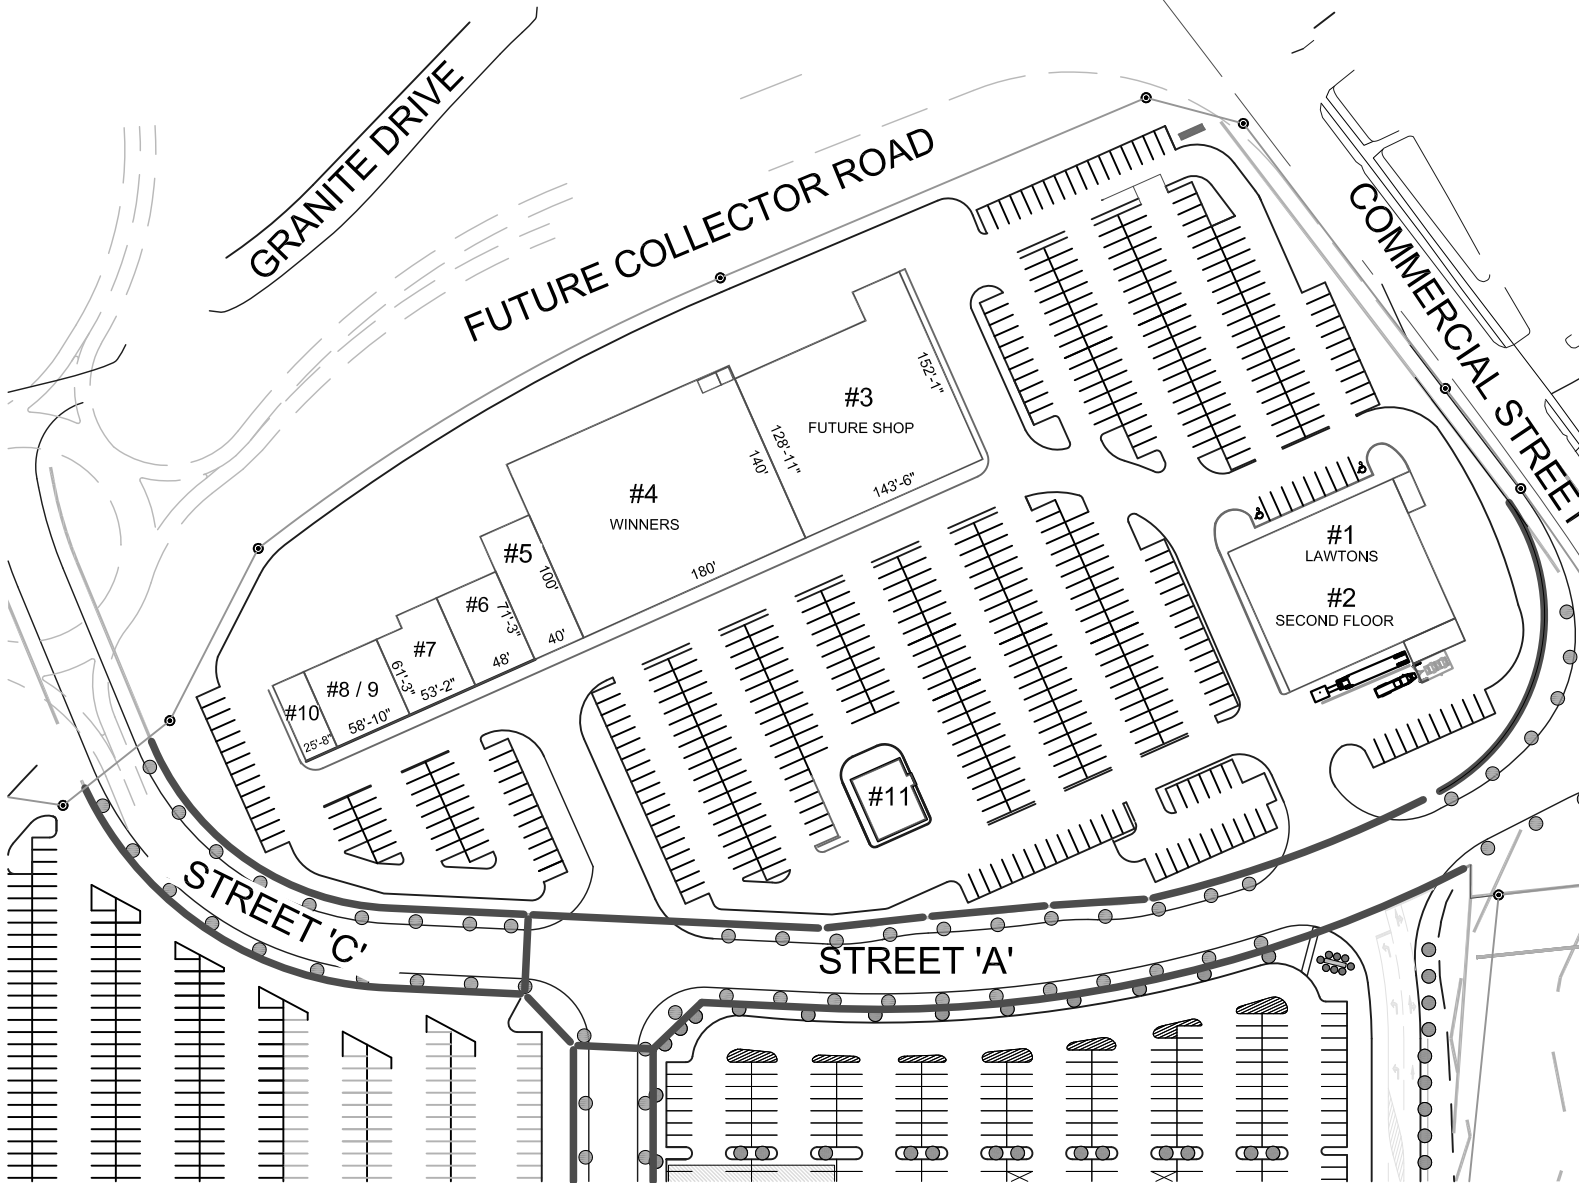 GRANITE DRIVE
FUTURE COLLECTOR ROAD
COMMERCIAL STREET
#3
FUTURE SHOP
152'-1"
128'-11"
143'-6"
#4
WINNERS
140'
180'
#5
100'
40'
#6
71'-3"
48'
#7
61'-3"
53'-2"
#8 / 9
58'-10"
#10
25'-8"
#1
LAWTONS
#2
SECOND FLOOR
#11
STREET 'C'
STREET 'A'